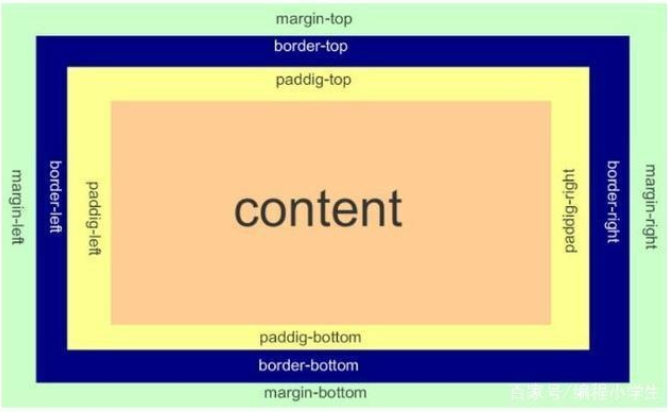 margin-top
border-top
paddig-top
margin-left
border-left
paddig-left
content
paddig-right
border-right
margin-right
paddig-bottom
border-bottom
margin-bottom
百家号/编程小学生